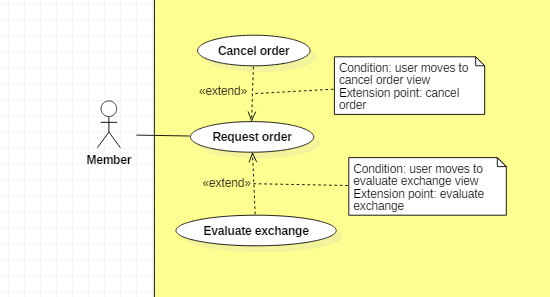 Cancel order
Condition: user moves to
cancel order view
Extension point: cancel
order
«extend»
Request order
Member
Condition: user moves to
evaluate exchange view
Extension point: evaluate
exchange
«extend»
Evaluate exchange